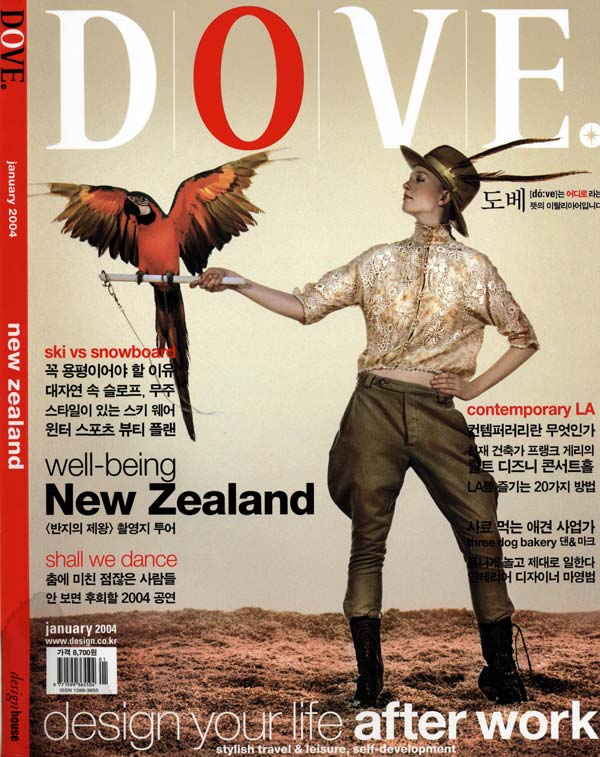 DOVE.
january 2004
new zealand
design house
DOVE.
도베 [dó:ve]는 어디로 라는
뜻의 이탈리아어입니다
ski vs snowboard
꼭 용평이어야 할 이유
대자연 속 슬로프, 무주
스타일이 있는 스키 웨어
윈터 스포츠 뷰티 플랜
well-being
New Zealand
〈반지의 제왕〉 촬영지 투어
shall we dance
춤에 미친 점잖은 사람들
안 보면 후회할 2004 공연
contemporary LA
컨템퍼러리란 무엇인가
천재 건축가 프랭크 게리의
월트 디즈니 콘서트홀
LA를 즐기는 20가지 방법
사료 먹는 애견 사업가
three dog bakery 댄&마크
놀고 제대로 일한다
인테리어 디자이너 마영범
january 2004
www.design.co.kr
가격 8,700원
01
9 771599 365504
ISSN 1599-3655
design your life after work
stylish travel & leisure, self-development